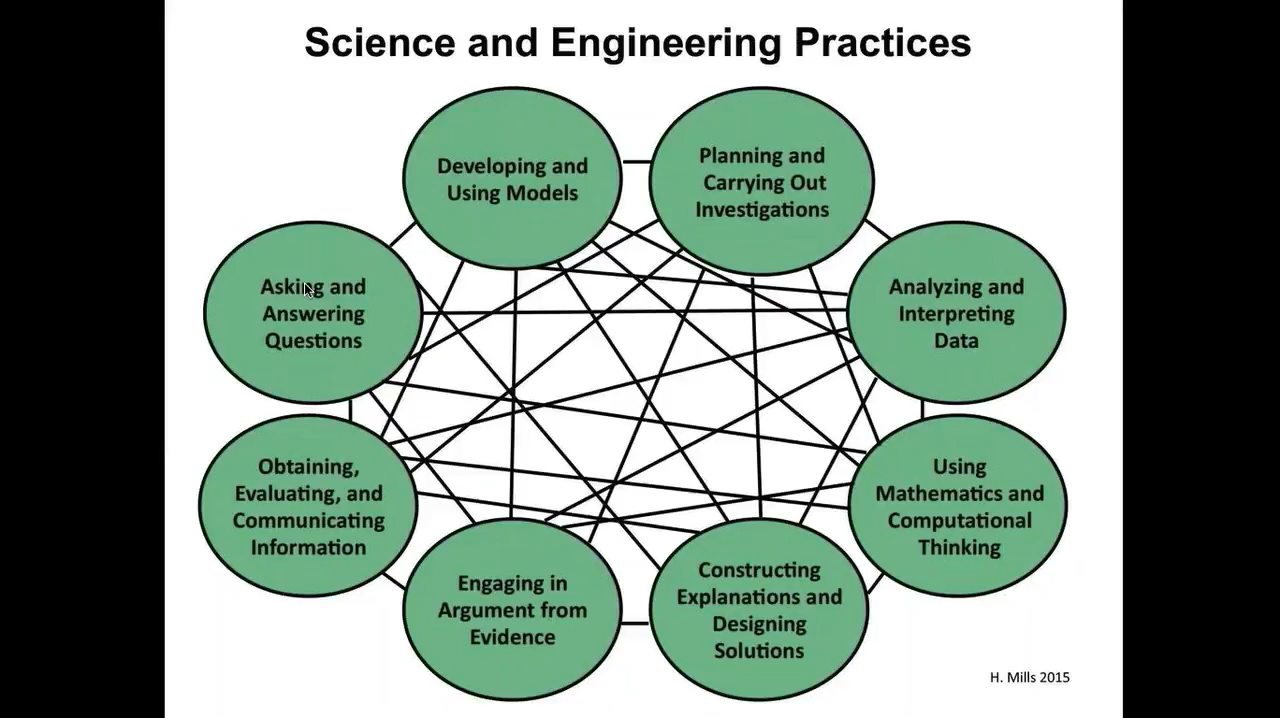 Science and Engineering Practices
Developing and
Using Models
Planning and
Carrying Out
Investigations
Asking and
Answering
Questions
Analyzing and
Interpreting
Data
Obtaining,
Evaluating, and
Communicating
Information
Using
Mathematics and
Computational
Thinking
Engaging in
Argument from
Evidence
Constructing
Explanations and
Designing
Solutions
H. Mills 2015